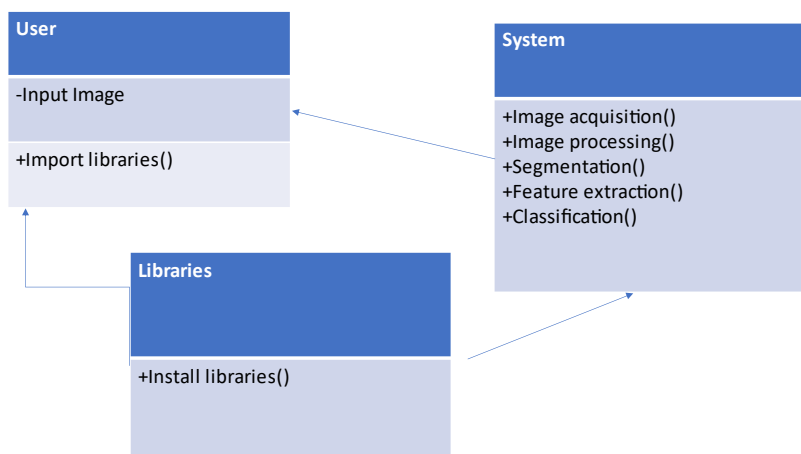 User
-Input Image
+Import libraries()
System
+Image acquisition()
+Image processing()
+Segmentation()
+Feature extraction()
+Classification()
Libraries
+Install libraries()